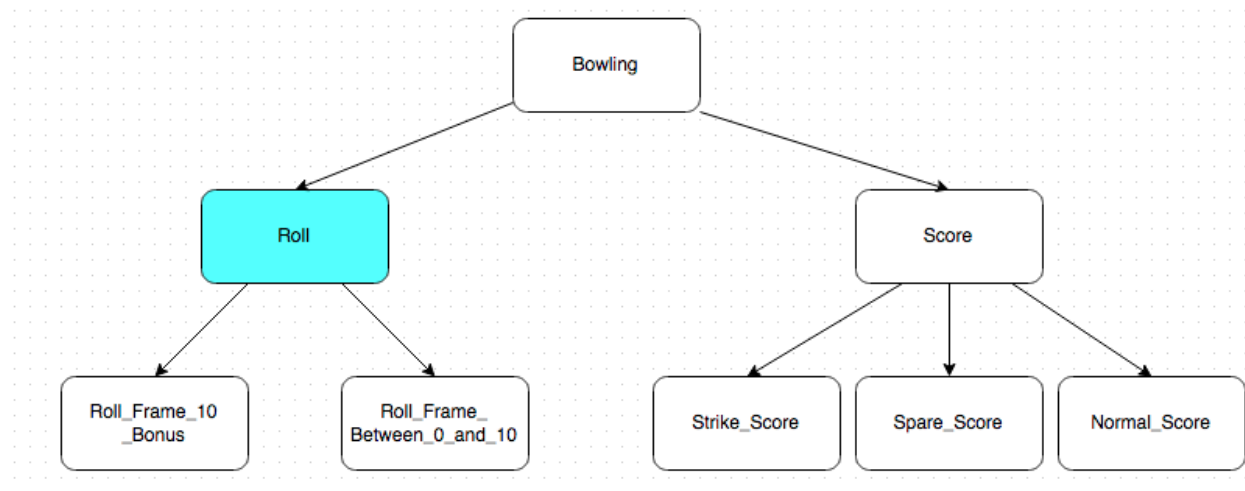 Bowling
Roll
Score
Roll_Frame_10
_Bonus
Roll_Frame_
Between_0_and_10
Strike_Score
Spare_Score
Normal_Score